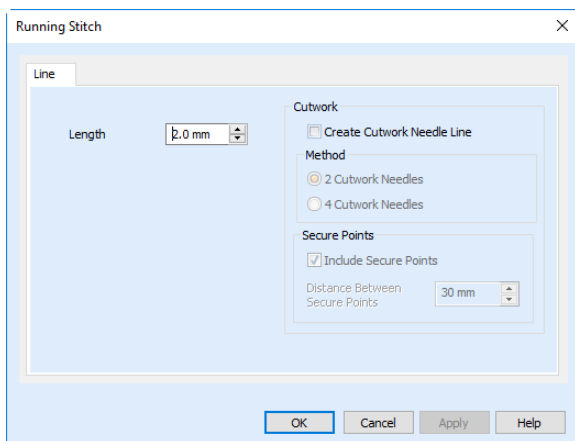 Running Stitch
Line
Length
2.0 mm
Cutwork
Create Cutwork Needle Line
Method
2 Cutwork Needles
4 Cutwork Needles
Secure Points
Include Secure Points
Distance Between
Secure Points
30 mm
OK
Cancel
Apply
Help